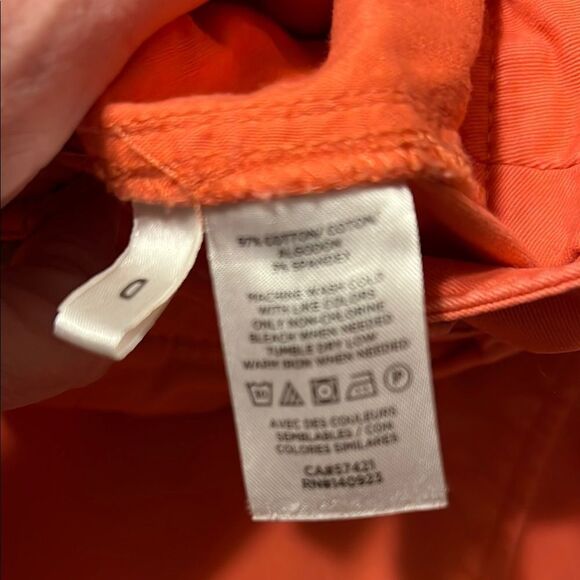 0
97% COTTON/ COTTON/
ALGODON
3% SPANDEX
MACHINE WASH COLD
WITH LIKE COLORS
ONLY NON-CHLORINE
BLEACH WHEN NEEDED
TUMBLE DRY LOW
WARM IRON WHEN NEEDED
P
AVEC DES COULEURS
SEMBLABLES / CON
COLORES SIMILARES
CA#57421
RN#140923